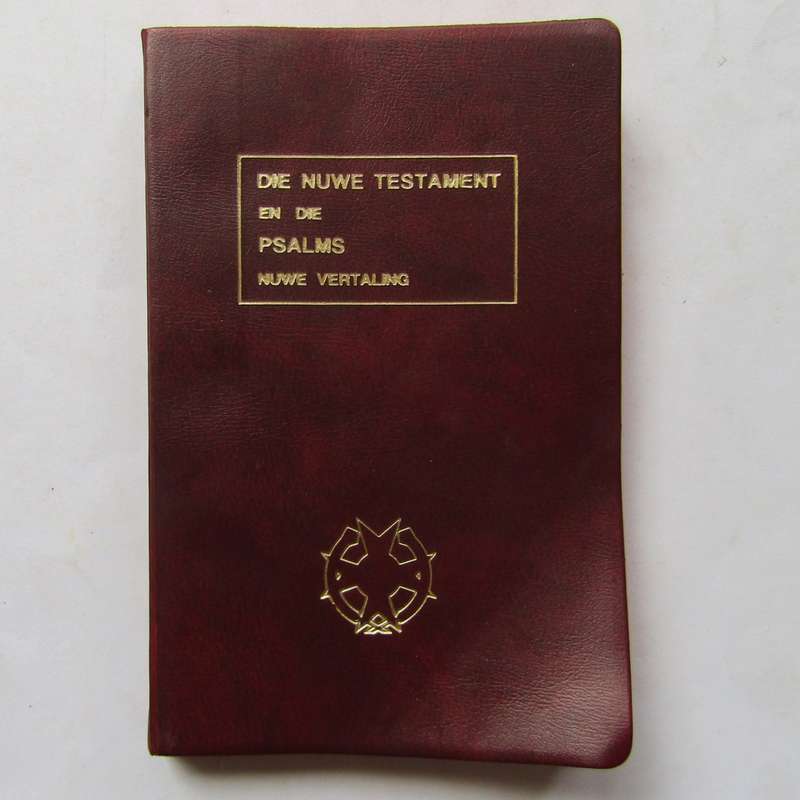 DIE NUWE TESTAMENT
EN DIE
PSALMS
NUWE VERTALING